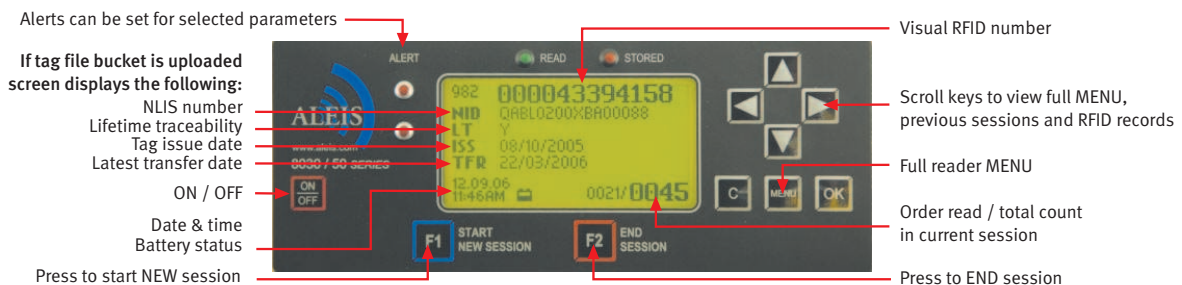 Alerts can be set for selected parameters
If tag file bucket is uploaded
screen displays the following:
NLIS number
Lifetime traceability
Tag issue date
Latest transfer date
ON / OFF
Date & time
Battery status
Press to start NEW session
ALERT
READ
STORED
ALEIS
www.aleis.com
8030 / 50 SERIES
ON
OFF
982 000043394158
NID QABL0200XBA00088
LT Y
ISS 08/10/2005
TFR 22/03/2006
12.09.06
11:46AM 0021/0045
F1 START
NEW SESSION
F2 END
SESSION
C
MENU
OK
Visual RFID number
Scroll keys to view full MENU,
previous sessions and RFID records
Full reader MENU
Order read / total count
in current session
Press to END session